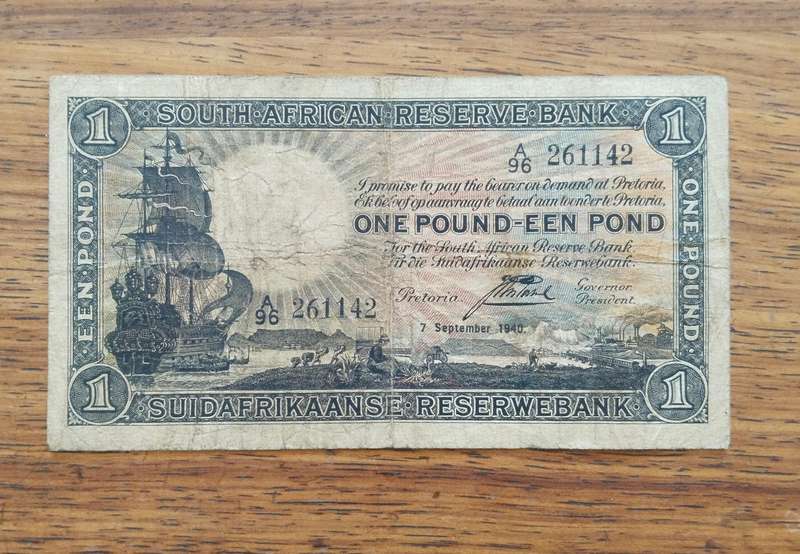 SOUTH·AFRICAN·RESERVE·BANK·
1
1
A/96 261142
I promise to pay the bearer on demand at Pretoria,
Ek beloof op aanvraag te betaal aan toonder te Pretoria,
ONE POUND-EEN POND
For the South African Reserve Bank,
Vir die Suidafrikaanse Reserwebank.
A/96 261142
Pretoria
Governor
President.
7 September 1940.
EEN·POND·
·ONE·POUND·
1
1
·SUIDAFRIKAANSE·RESERWEBANK·